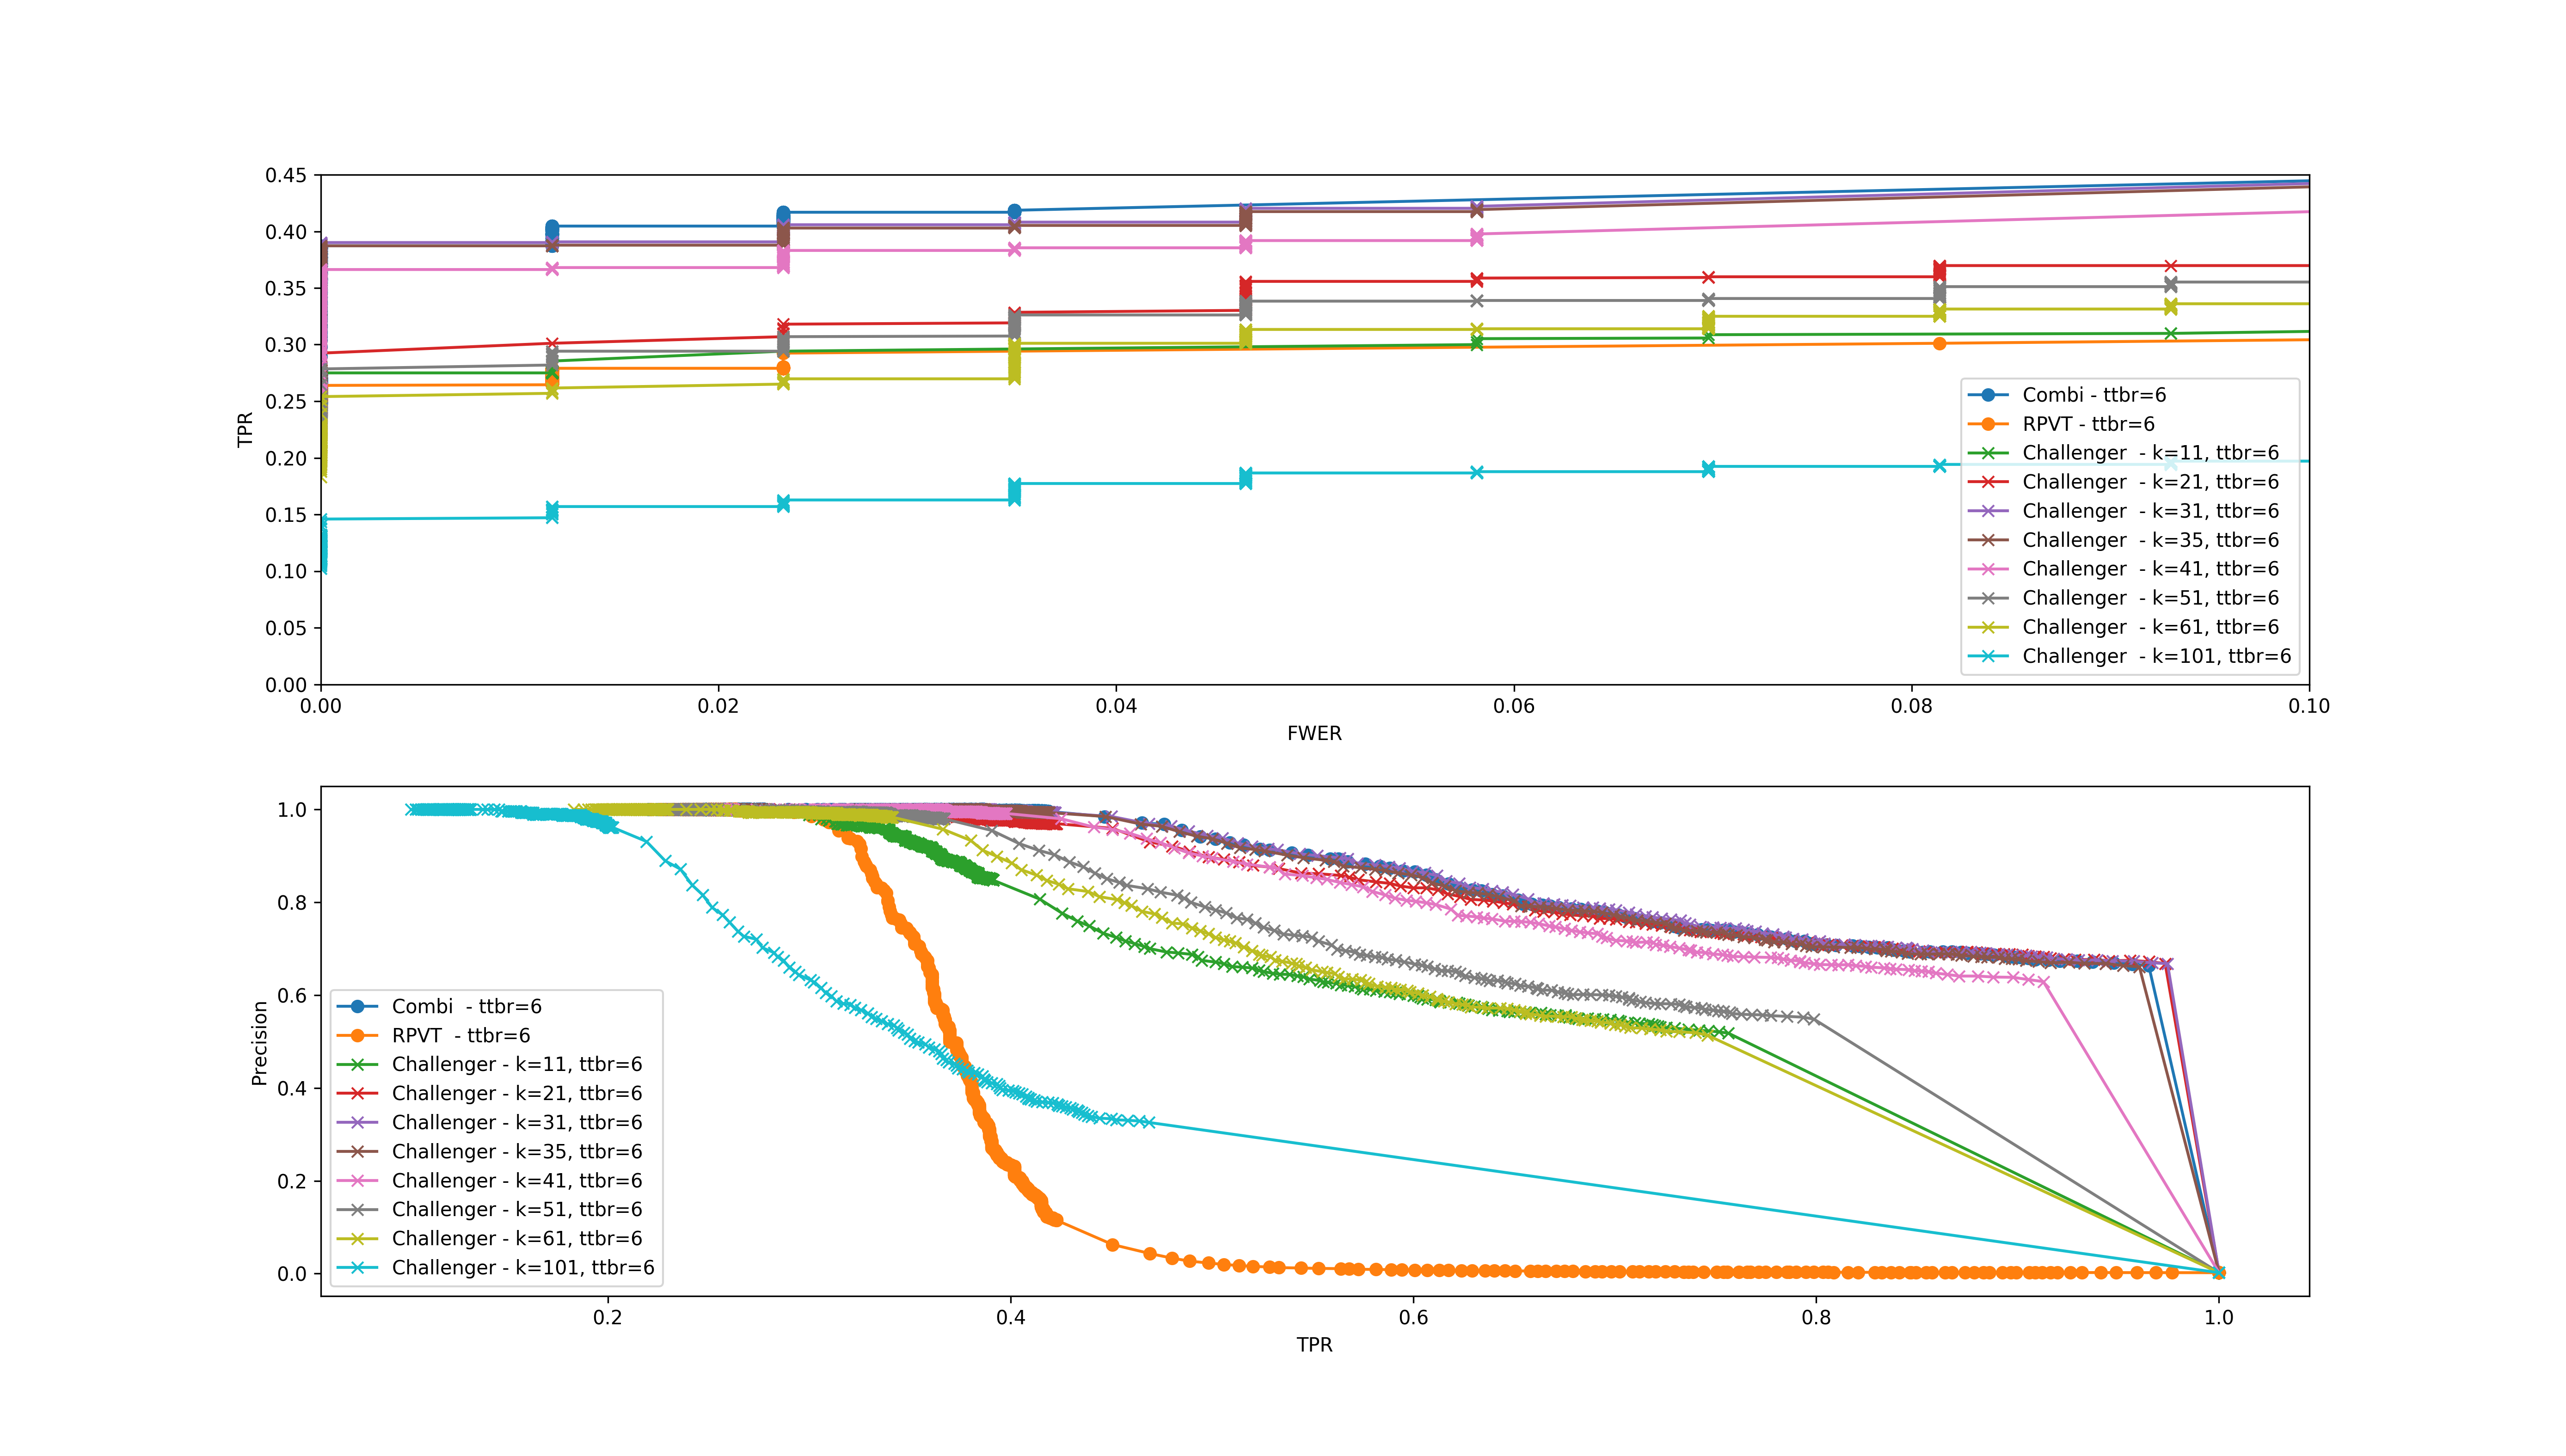 0.45
0.40
0.35
0.30
0.25
0.20
0.15
0.10
0.05
0.00
TPR
0.00 0.02 0.04 0.06 0.08 0.10
FWER
Combi - ttbr=6
RPVT - ttbr=6
Challenger  - k=11, ttbr=6
Challenger  - k=21, ttbr=6
Challenger  - k=31, ttbr=6
Challenger  - k=35, ttbr=6
Challenger  - k=41, ttbr=6
Challenger  - k=51, ttbr=6
Challenger  - k=61, ttbr=6
Challenger  - k=101, ttbr=6
1.0
0.8
0.6
0.4
0.2
0.0
Precision
Combi  - ttbr=6
RPVT  - ttbr=6
Challenger - k=11, ttbr=6
Challenger - k=21, ttbr=6
Challenger - k=31, ttbr=6
Challenger - k=35, ttbr=6
Challenger - k=41, ttbr=6
Challenger - k=51, ttbr=6
Challenger - k=61, ttbr=6
Challenger - k=101, ttbr=6
0.2 0.4 0.6 0.8 1.0
TPR